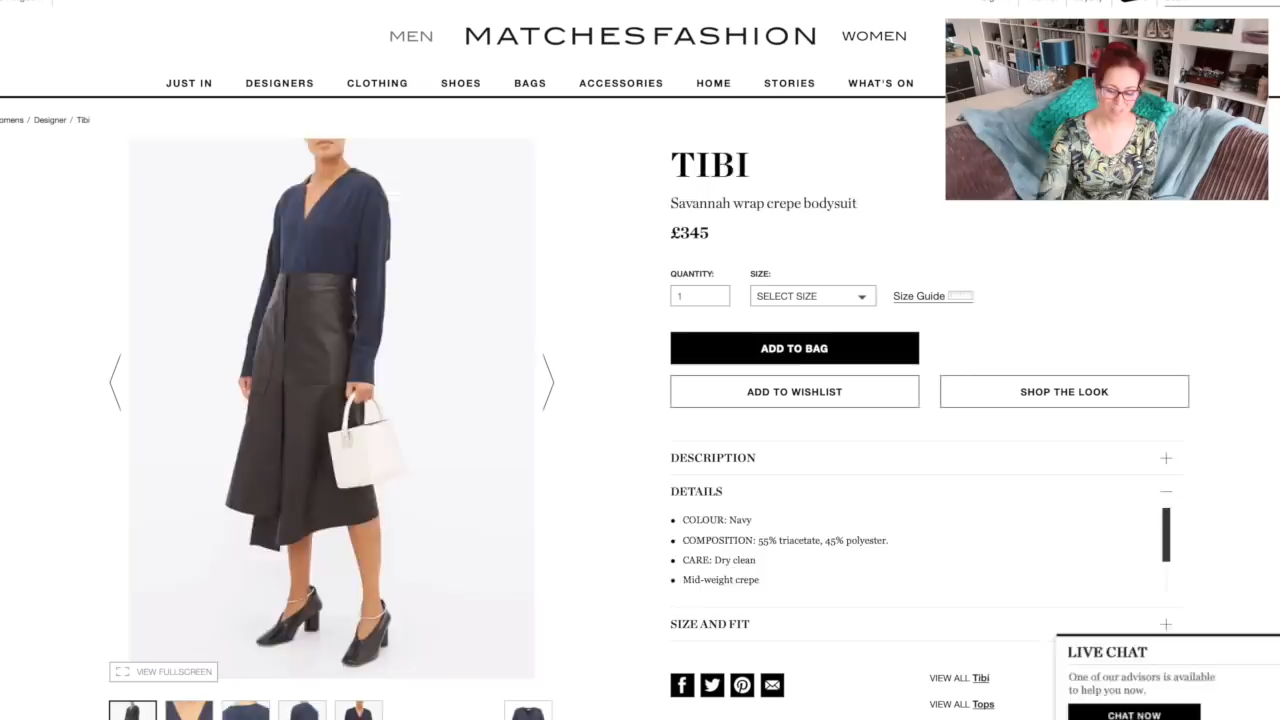 MEN
MATCHESFASHION
WOMEN
JUST IN
DESIGNERS
CLOTHING
SHOES
BAGS
ACCESSORIES
HOME
STORIES
WHAT'S ON
omens / Designer / Tibi
TIBI
Savannah wrap crepe bodysuit
£345
QUANTITY:
SIZE:
1
SELECT SIZE
Size Guide
ADD TO BAG
ADD TO WISHLIST
SHOP THE LOOK
DESCRIPTION
DETAILS
COLOUR: Navy
COMPOSITION: 55% triacetate, 45% polyester.
CARE: Dry clean
Mid-weight crepe
SIZE AND FIT
VIEW FULLSCREEN
VIEW ALL Tibi
VIEW ALL Tops
LIVE CHAT
One of our advisors is available
to help you now.
CHAT NOW